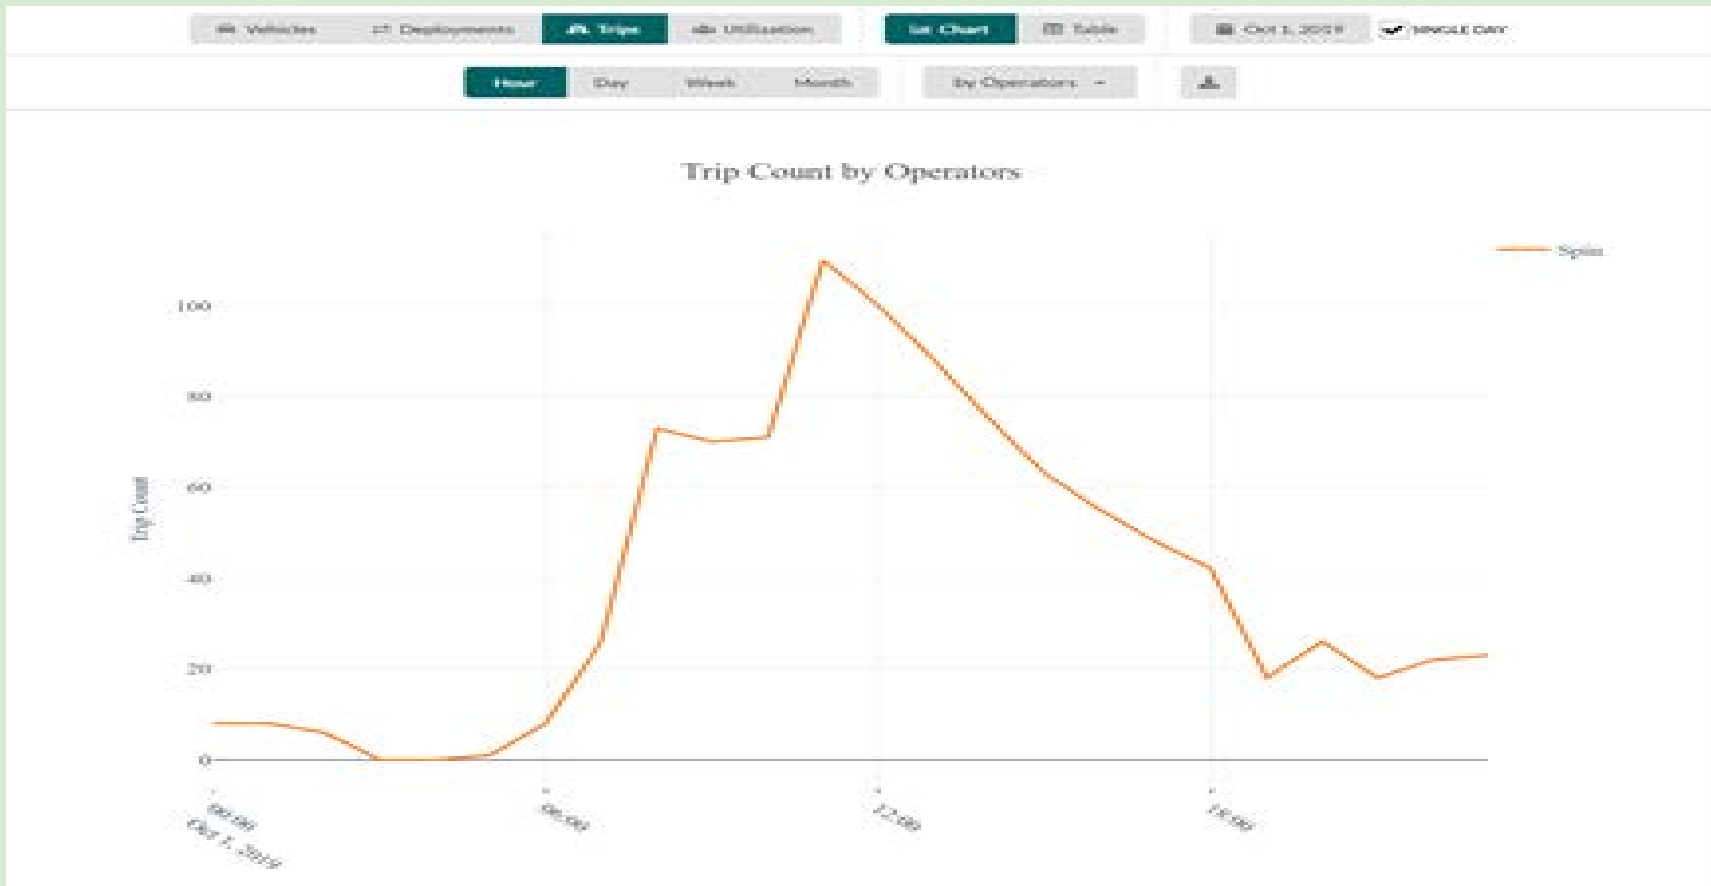 Vehicles Deployments Trips Utilization Chart Table Oct 1, 2019 SINGLE DAY
Hour Day Week Month by Operators
Trip Count by Operators
Spin
100
80
60
Trip Count
40
20
0
00:00 06:00 12:00 18:00
Oct 1, 2019